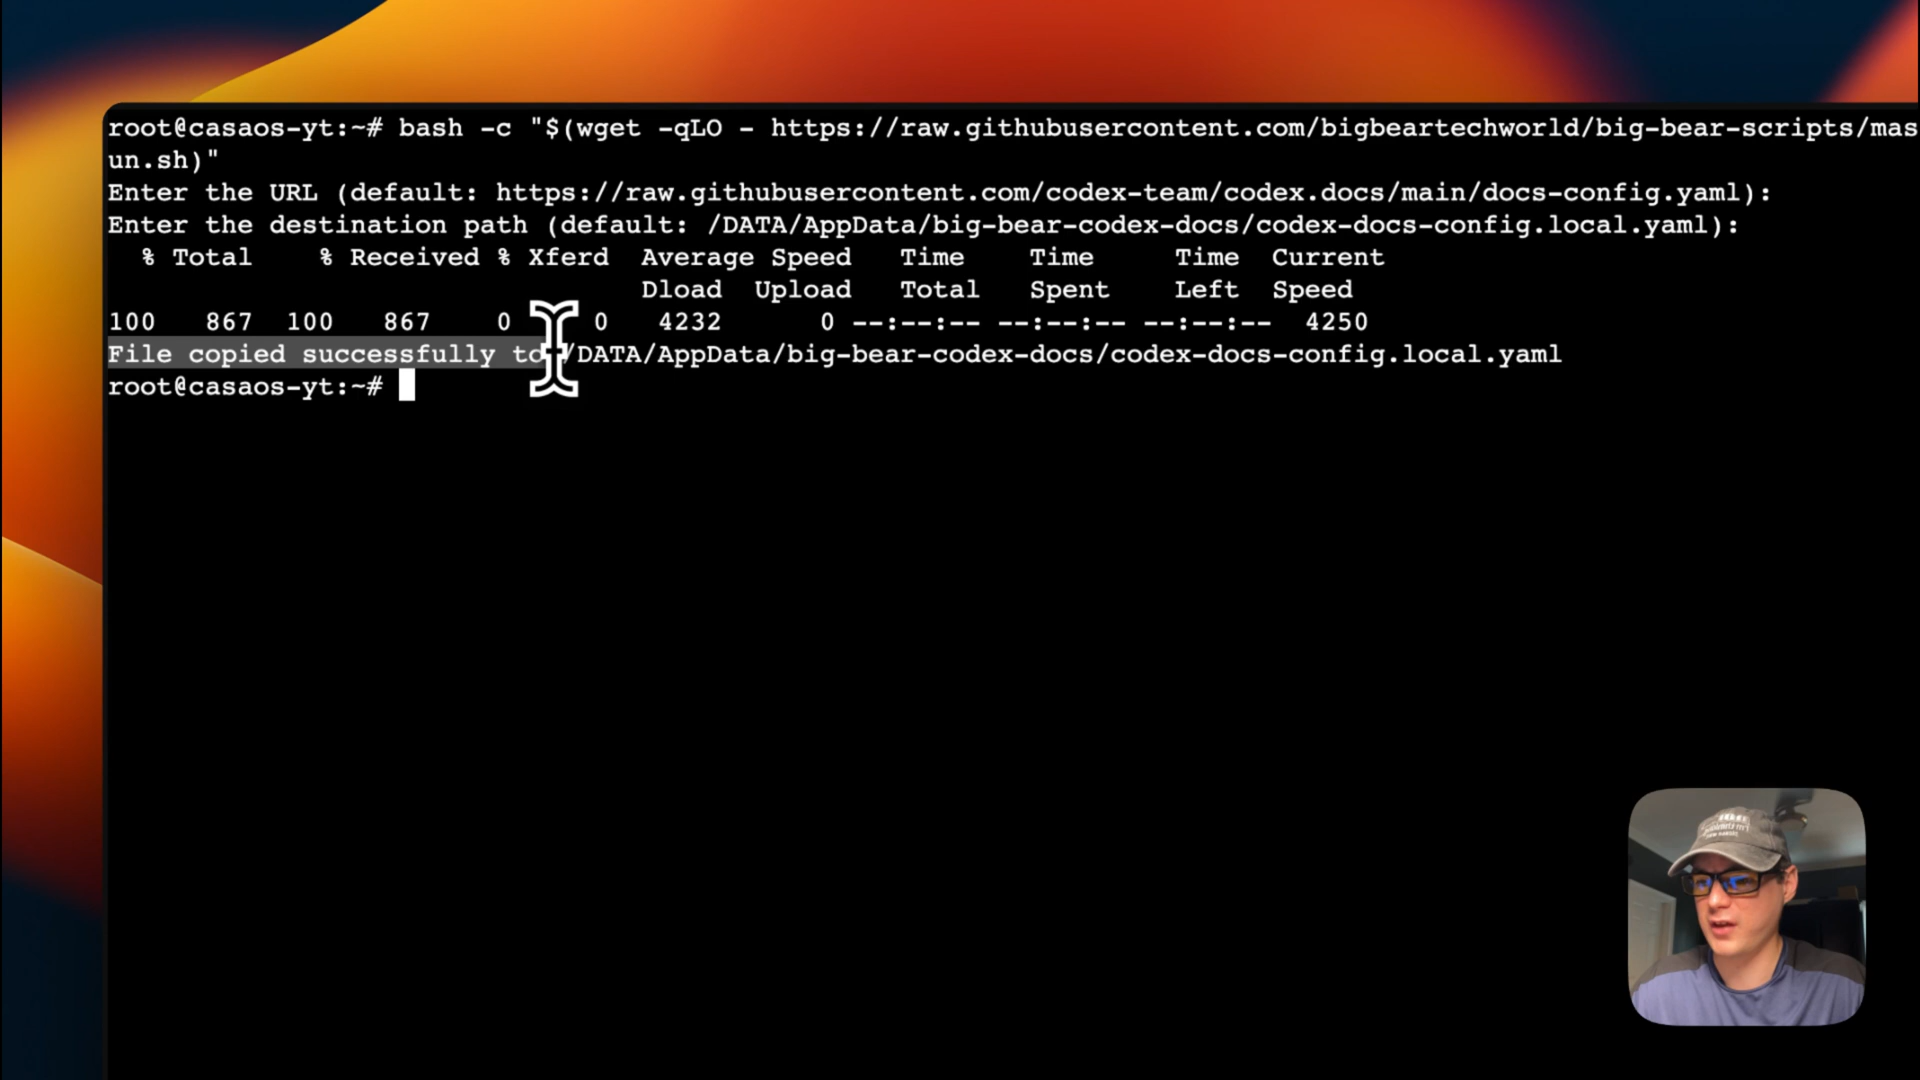 root@casaos-yt:~# bash -c "$(wget -qLO - https://raw.githubusercontent.com/bigbeartechworld/big-bear-scripts/mas
un.sh)"
Enter the URL (default: https://raw.githubusercontent.com/codex-team/codex.docs/main/docs-config.yaml):
Enter the destination path (default: /DATA/AppData/big-bear-codex-docs/codex-docs-config.local.yaml):
% Total % Received % Xferd Average Speed Time Time Time Current
Dload Upload Total Spent Left Speed
100 867 100 867 0 0 4232 0 --:--:-- --:--:-- --:--:-- 4250
File copied successfully to /DATA/AppData/big-bear-codex-docs/codex-docs-config.local.yaml
root@casaos-yt:~#